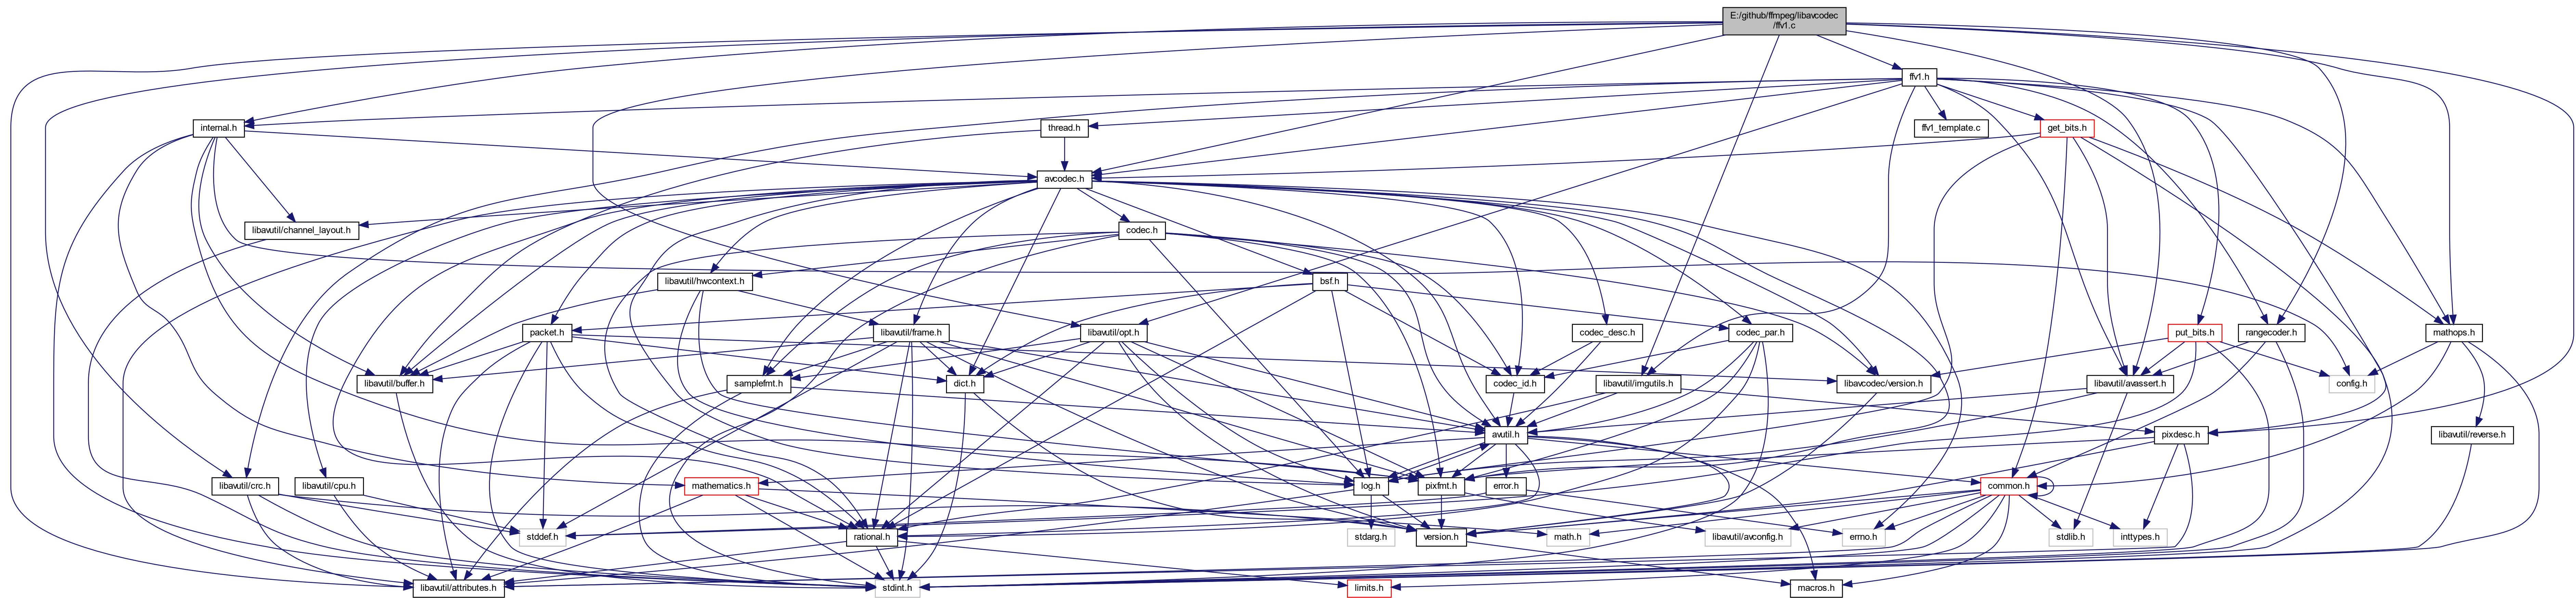 E:/github/ffmpeg/libavcodec
/ffv1.c
ffv1.h
internal.h
thread.h
ffv1_template.c
get_bits.h
avcodec.h
libavutil/channel_layout.h
codec.h
libavutil/hwcontext.h
bsf.h
packet.h
libavutil/frame.h
libavutil/opt.h
codec_desc.h
codec_par.h
put_bits.h
rangecoder.h
mathops.h
libavutil/buffer.h
samplefmt.h
dict.h
codec_id.h
libavutil/imgutils.h
libavcodec/version.h
libavutil/avassert.h
config.h
avutil.h
pixdesc.h
libavutil/reverse.h
libavutil/crc.h
libavutil/cpu.h
mathematics.h
log.h
pixfmt.h
error.h
common.h
stddef.h
rational.h
stdarg.h
version.h
math.h
libavutil/avconfig.h
errno.h
stdlib.h
inttypes.h
libavutil/attributes.h
stdint.h
limits.h
macros.h